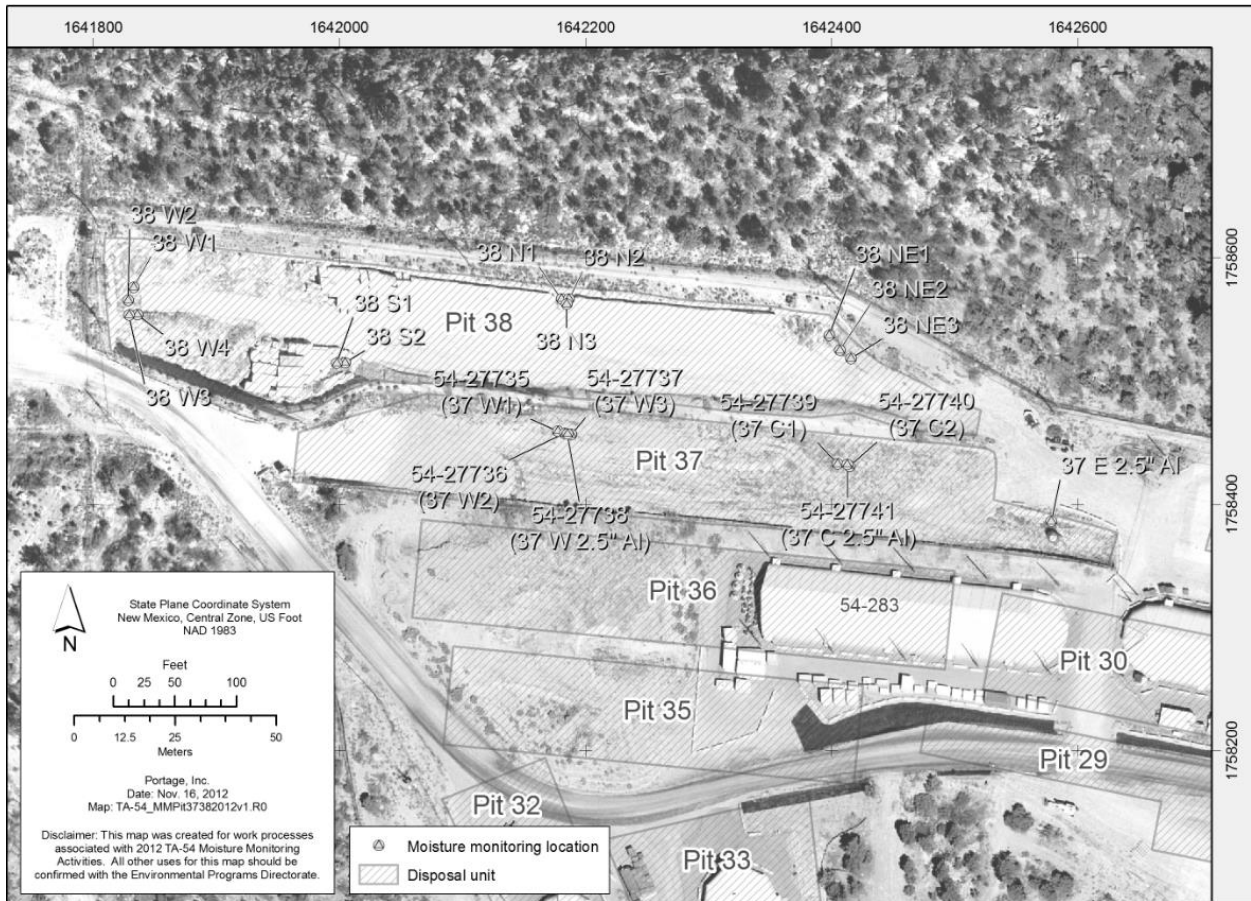 1641800
1642000
1642200
1642400
1642600
38 W2
38 W1
38 N1
38 N2
38 NE1
1758600
38 NE2
38 S1
Pit 38
38 NE3
38 S2
38 W4
38 N3
38 W3
54-27735
(37 W1)
54-27737
(37 W3)
54-27739
(37 C1)
54-27740
(37 C2)
Pit 37
37 E 2.5" Al
54-27736
(37 W2)
54-27738
(37 W 2.5" Al)
54-27741
(37 C 2.5" Al)
1758400
Pit 36
54-283
Pit 30
Pit 35
1758200
Pit 29
Pit 32
Pit 33
N
State Plane Coordinate System
New Mexico, Central Zone, US Foot
NAD 1983
Feet
0 25 50 100
0 12.5 25 50
Meters
Portage, Inc.
Date: Nov. 16, 2012
Map: TA-54_MMPit37382012v1.R0
Disclaimer: This map was created for work processes
associated with 2012 TA-54 Moisture Monitoring
Activities. All other uses for this map should be
confirmed with the Environmental Programs Directorate.
Moisture monitoring location
Disposal unit